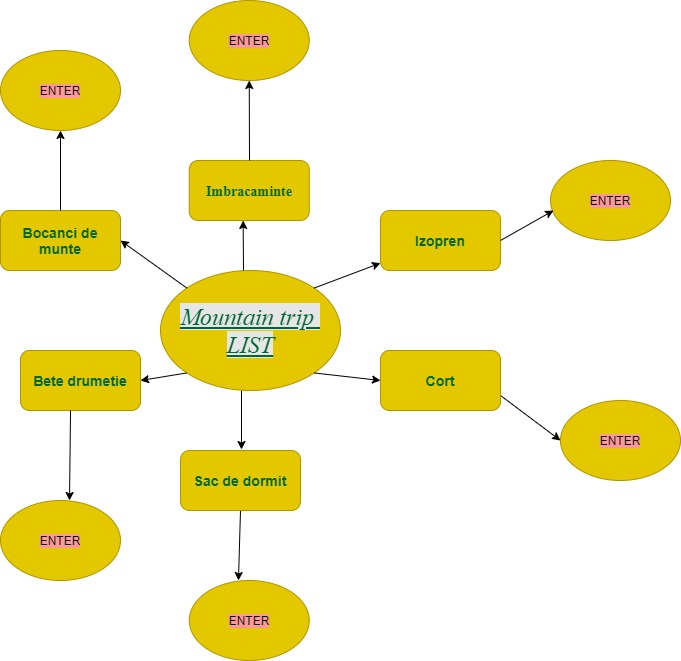 ENTER
ENTER
Imbracaminte
ENTER
Bocanci de
munte
Izopren
Mountain trip
LIST
Bete drumetie
Cort
ENTER
Sac de dormit
ENTER
ENTER